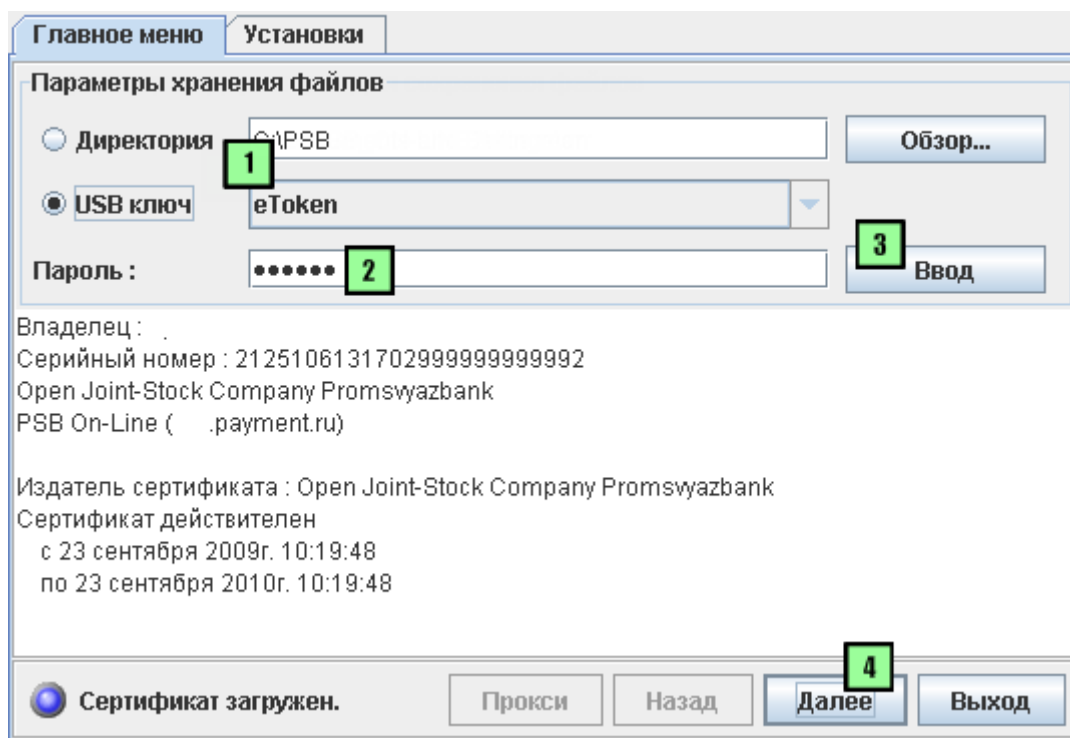 Главное меню Установки
Параметры хранения файлов
Директория C:\PSB Обзор...
1
USB ключ eToken
3
Пароль : •••••• 2 Ввод
Владелец : .
Серийный номер : 21251061317029999999999992
Open Joint-Stock Company Promsvyazbank
PSB On-Line ( .payment.ru)
Издатель сертификата : Open Joint-Stock Company Promsvyazbank
Сертификат действителен
с 23 сентября 2009г. 10:19:48
по 23 сентября 2010г. 10:19:48
4
Сертификат загружен. Прокси Назад Далее Выход